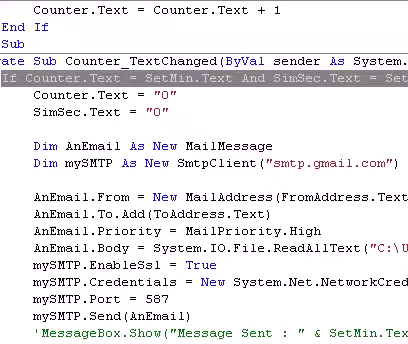 Counter.Text = Counter.Text + 1
End If
Sub
rate Sub Counter_TextChanged(ByVal sender As System.
If Counter.Text = SetMin.Text And SimSec.Text = Set
Counter.Text = "0"
SimSec.Text = "0"
Dim AnEmail As New MailMessage
Dim mySMTP As New SmtpClient("smtp.gmail.com")
AnEmail.From = New MailAddress(FromAddress.Text
AnEmail.To.Add(ToAddress.Text)
AnEmail.Priority = MailPriority.High
AnEmail.Body = System.IO.File.ReadAllText("C:\U
mySMTP.EnableSsl = True
mySMTP.Credentials = New System.Net.NetworkCred
mySMTP.Port = 587
mySMTP.Send(AnEmail)
'MessageBox.Show("Message Sent : " & SetMin.Tex